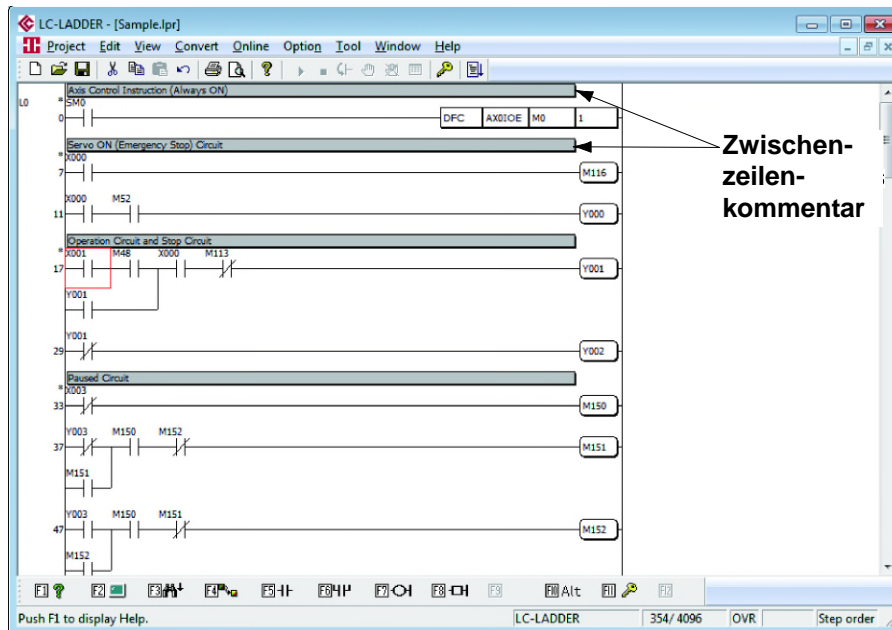 LC-LADDER - [Sample.lpr]
Project Edit View Convert Online Option Tool Window Help
Axis Control Instruction (Always ON)
L0 * SM0
0 DFC AX0IOE M0 1
Servo ON (Emergency Stop) Circuit
* X000
7 M116
X000 M52
11 Y000
Operation Circuit and Stop Circuit
* X001 M48 X000 M113
17 Y001
Y001
Y001
29 Y002
Paused Circuit
* X003
33 M150
Y003 M150 M152
37 M151
M151
Y003 M150 M151
47 M152
M152
Zwischen-
zeilen-
kommentar
F1 F2 F3 F4 F5 F6 F7 F8 F9 F10 Alt F11 F12
Push F1 to display Help. LC-LADDER 354/ 4096 OVR Step order